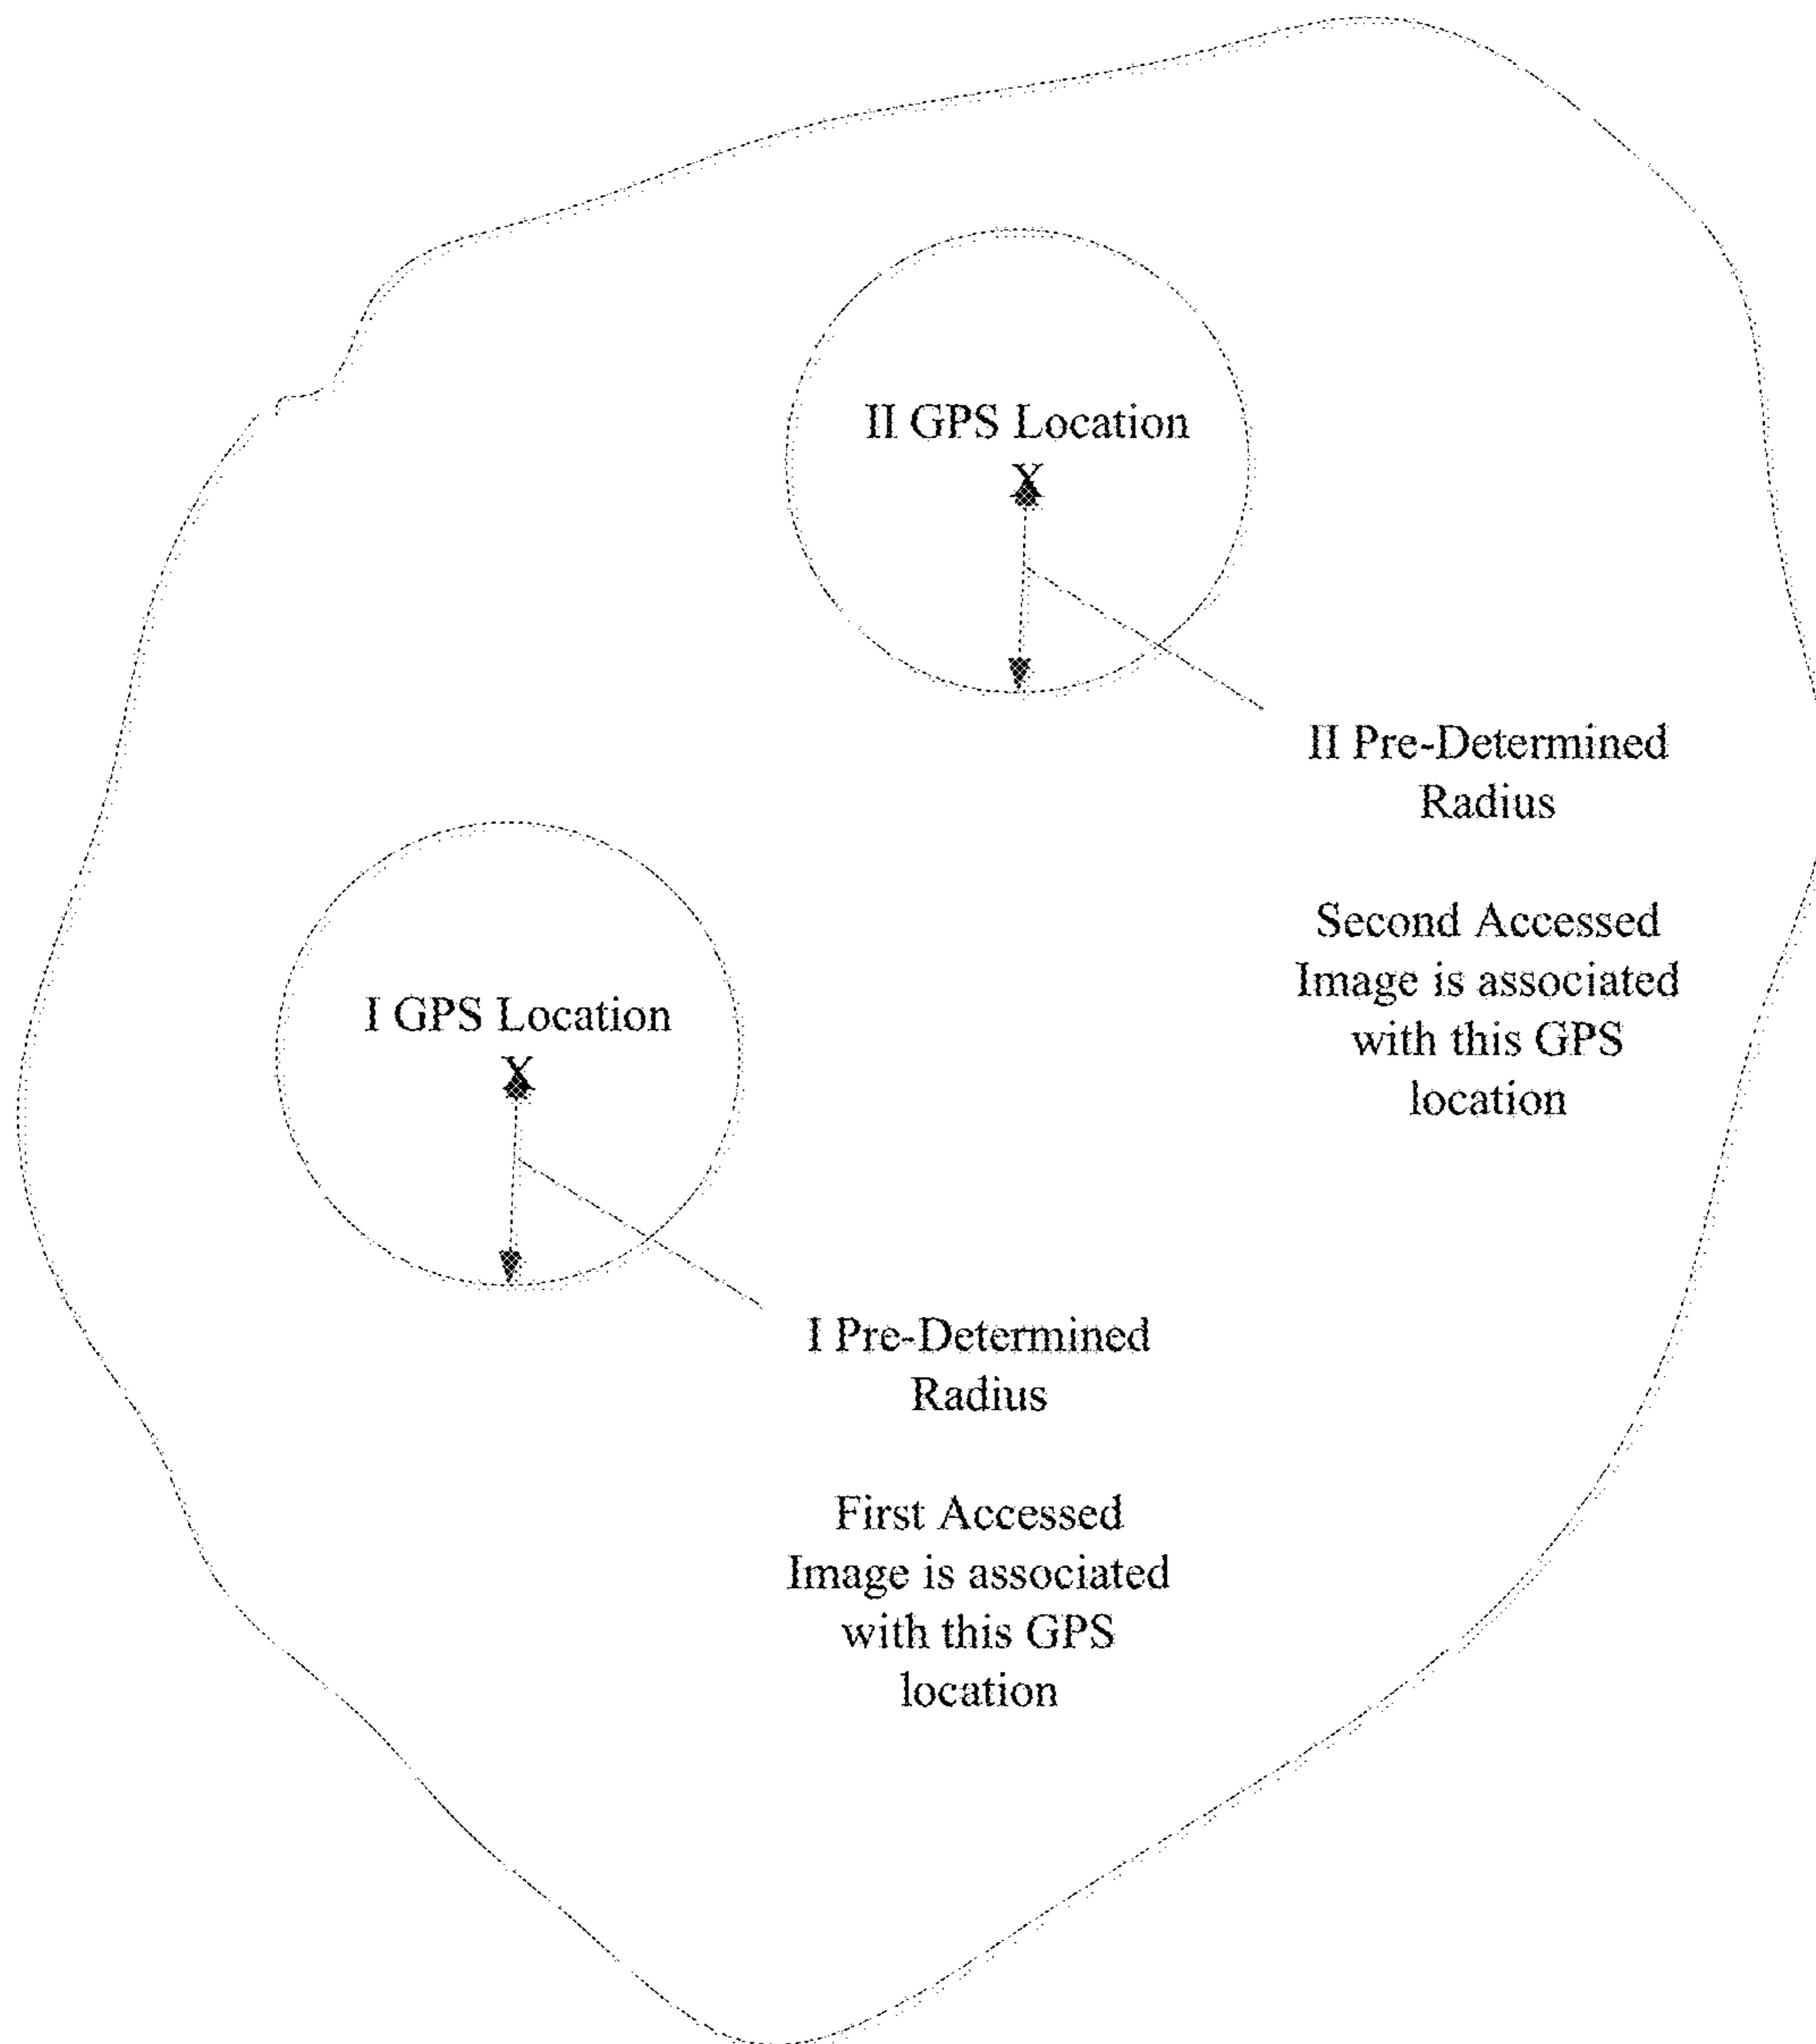 II GPS Location
X
II Pre-Determined
Radius
Second Accessed
Image is associated
with this GPS
location
I GPS Location
X
I Pre-Determined
Radius
First Accessed
Image is associated
with this GPS
location